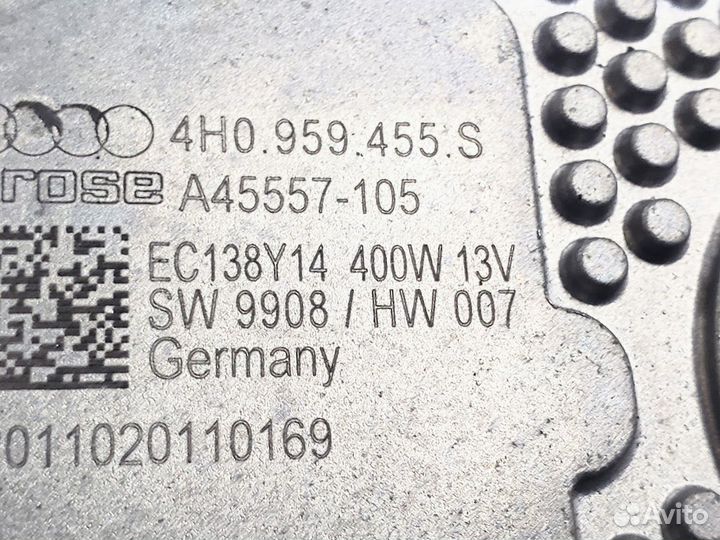 4H0.959.455.S
rose A45557-105
EC138Y14 400W 13V
SW 9908 / HW 007
Germany
011020110169
Avito